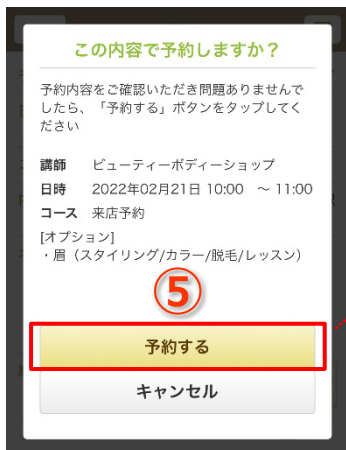 この内容で予約しますか？
予約内容をご確認いただき問題ありませんで
したら、「予約する」ボタンをタップしてく
ださい
講師 ビューティーボディーショップ
日時 2022年02月21日 10:00 ～ 11:00
コース 来店予約
[オプション]
・眉（スタイリング/カラー/脱毛/レッスン）
⑤
予約する
キャンセル